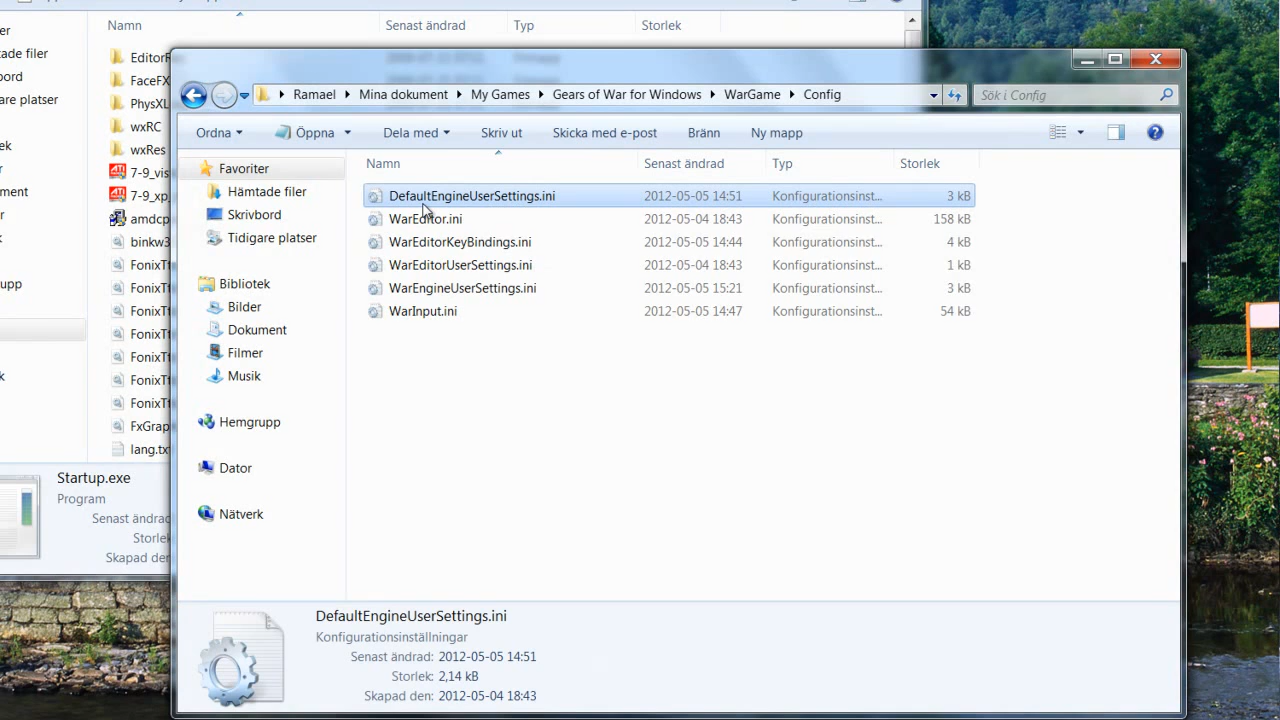 Namn Senast ändrad Typ Storlek
er
itade filer
bord
are platser
ek
er
ment
er
upp
EditorF
FaceFX
PhysXL
wxRC
wxRes
7-9_vis
7-9_xp_
amdcp
binkw3
FonixTt
FonixTt
FonixTt
FonixTt
FonixTt
FonixTt
FonixTt
FxGrap
lang.txt
Startup.exe
Program
Senast ändrad
Storlek
Skapad den:
Ramael Mina dokument My Games Gears of War for Windows WarGame Config
Sök i Config
Ordna Öppna Dela med Skriv ut Skicka med e-post Bränn Ny mapp
Favoriter
Hämtade filer
Skrivbord
Tidigare platser
Bibliotek
Bilder
Dokument
Filmer
Musik
Hemgrupp
Dator
Nätverk
Namn Senast ändrad Typ Storlek
DefaultEngineUserSettings.ini 2012-05-05 14:51 Konfigurationsinst... 3 kB
WarEditor.ini 2012-05-04 18:43 Konfigurationsinst... 158 kB
WarEditorKeyBindings.ini 2012-05-05 14:44 Konfigurationsinst... 4 kB
WarEditorUserSettings.ini 2012-05-04 18:43 Konfigurationsinst... 1 kB
WarEngineUserSettings.ini 2012-05-05 15:21 Konfigurationsinst... 3 kB
WarInput.ini 2012-05-05 14:47 Konfigurationsinst... 54 kB
DefaultEngineUserSettings.ini
Konfigurationsinställningar
Senast ändrad: 2012-05-05 14:51
Storlek: 2,14 kB
Skapad den: 2012-05-04 18:43